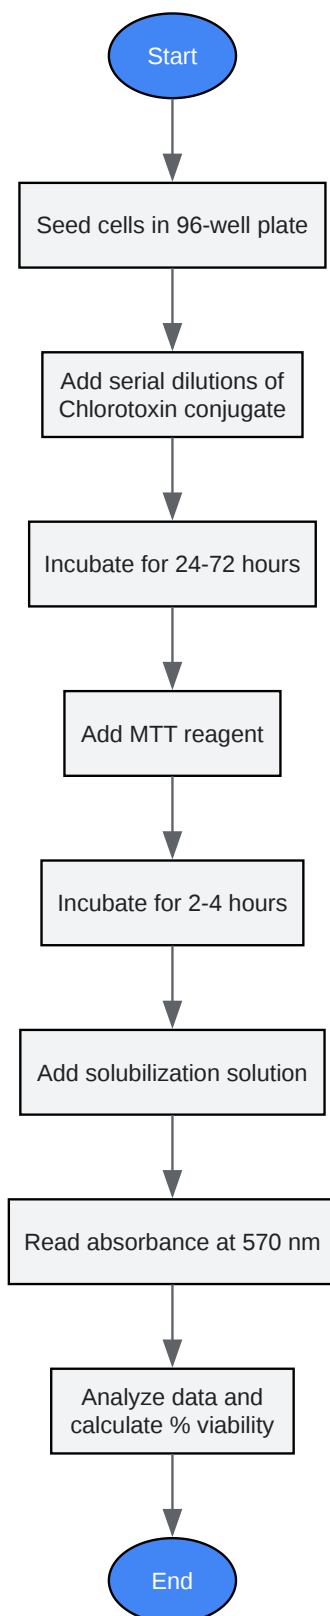 Start
Seed cells in 96-well plate
Add serial dilutions of
Chlorotoxin conjugate
Incubate for 24-72 hours
Add MTT reagent
Incubate for 2-4 hours
Add solubilization solution
Read absorbance at 570 nm
Analyze data and
calculate % viability
End